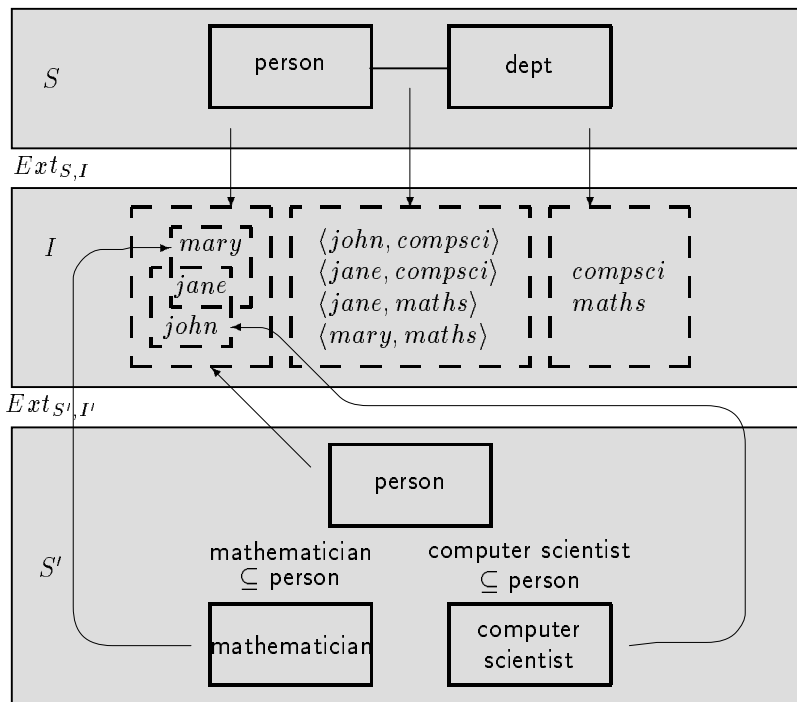 person
dept
S
Ext_{S,I}
I
mary
jane
john
⟨john, compsci⟩
⟨jane, compsci⟩
⟨jane, maths⟩
⟨mary, maths⟩
compsci
maths
Ext_{S′,I′}
person
S′
mathematician
⊆ person
computer scientist
⊆ person
mathematician
computer
scientist